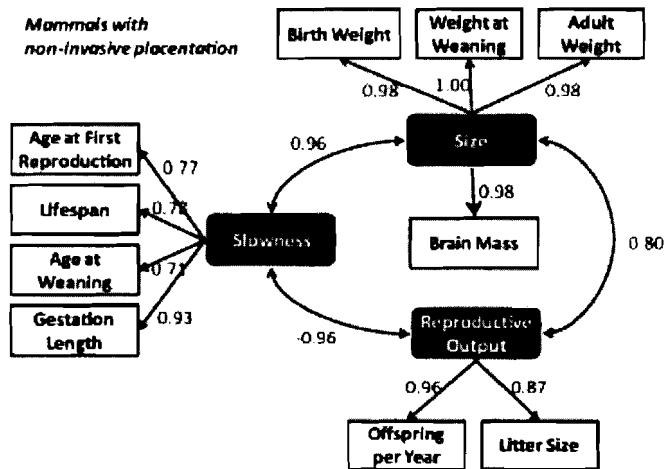 Mammals with
non-invasive placentation
Birth Weight
Weight at
Weaning
Adult
Weight
0.98
1.00
0.98
Age at First
Reproduction
0.96
Size
0.77
Lifespan
0.98
Slowness
Brain Mass
0.80
Age at
Weaning
0.71
Gestation
Length
0.93
-0.96
Reproductive
Output
0.96
0.87
Offspring
per Year
Litter Size